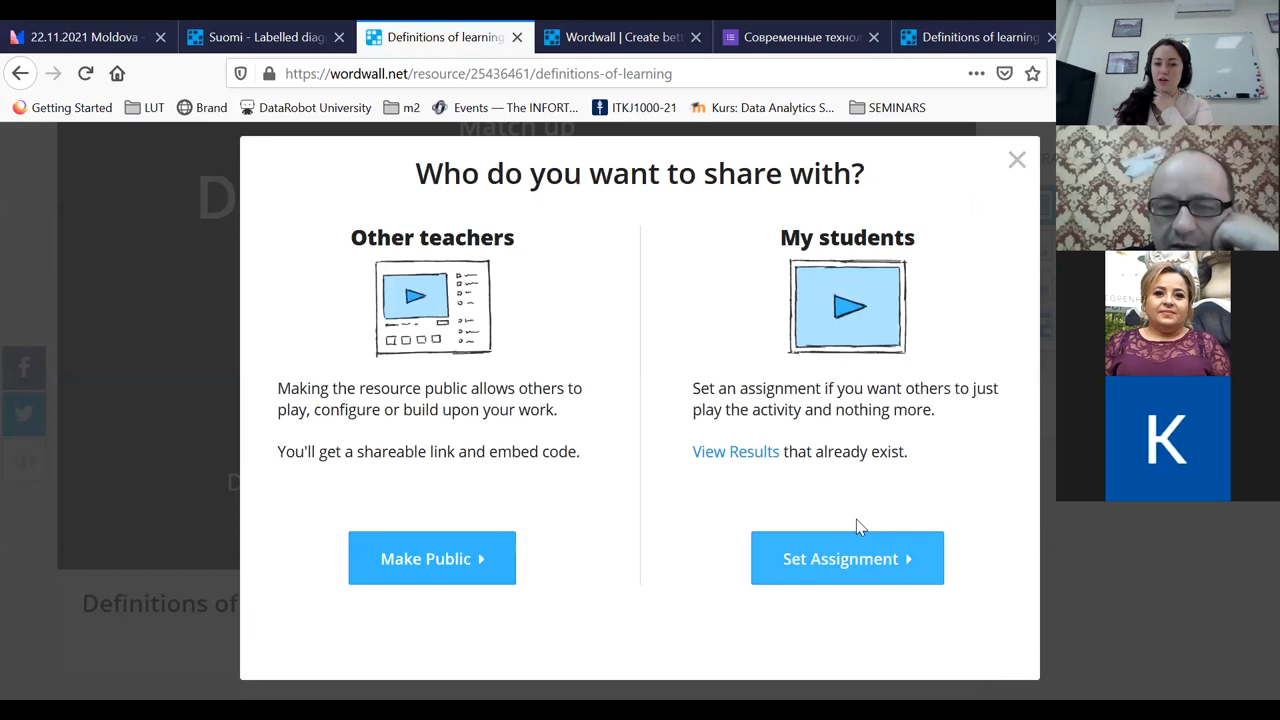 22.11.2021 Moldova -
Suomi - Labelled diag
Definitions of learning
Wordwall | Create bett
Современные технол
Definitions of learning
https://wordwall.net/resource/25436461/definitions-of-learning
Getting Started
LUT
Brand
DataRobot University
m2
Events — The INFORT...
ITKJ1000-21
Kurs: Data Analytics S...
SEMINARS
Match up
D
Who do you want to share with?
Other teachers
Making the resource public allows others to
play, configure or build upon your work.
You'll get a shareable link and embed code.
Make Public
My students
Set an assignment if you want others to just
play the activity and nothing more.
View Results that already exist.
Set Assignment
D
Definitions of
COPENH
K